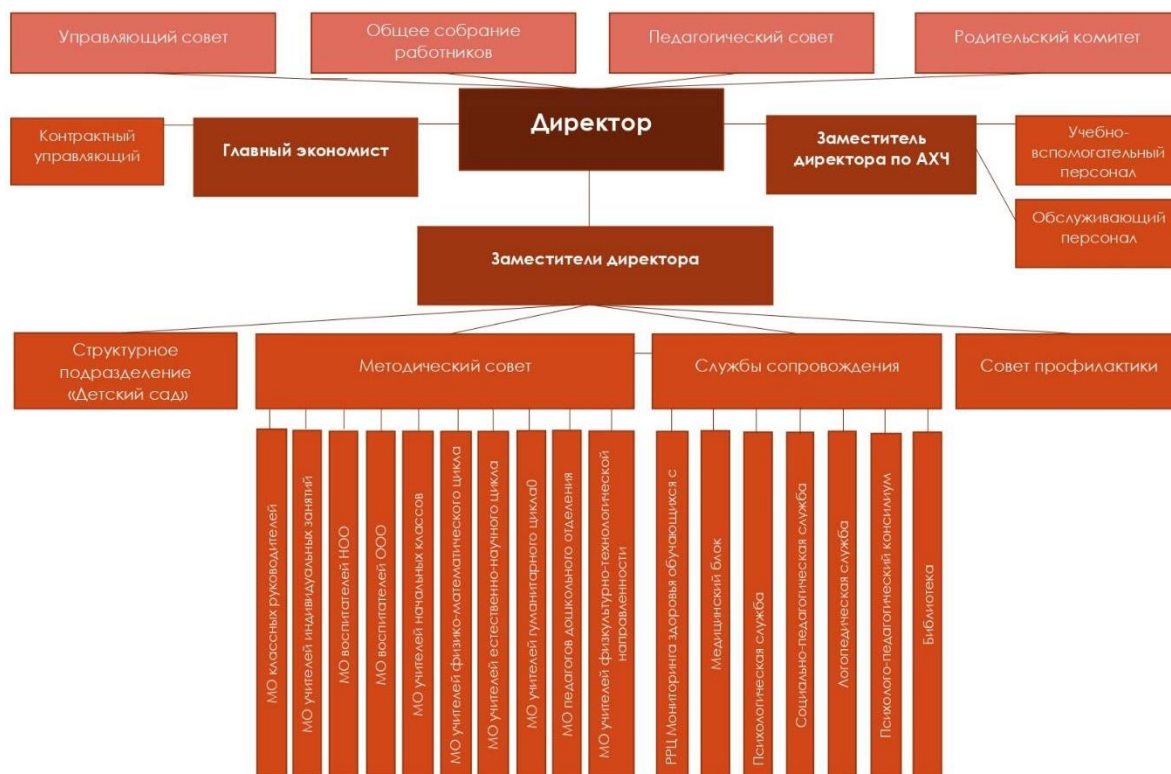 Управляющий совет
Общее собрание
работников
Педагогический совет
Родительский комитет
Директор
Контрактный
управляющий
Главный экономист
Заместитель
директора по АХЧ
Учебно-
вспомогательный
персонал
Обслуживающий
персонал
Заместители директора
Структурное
подразделение
«Детский сад»
Методический совет
Службы сопровождения
Совет профилактики
МО классных руководителей
МО учителей индивидуальных занятий
МО воспитателей НОО
МО воспитателей ООО
МО учителей начальных классов
МО учителей физико-математического цикла
МО учителей естественно-научного цикла
МО учителей гуманитарного цикла0
МО педагогов дошкольного отделения
МО учителей физкультурно-технологической
направленности
РРЦ Мониторинга здоровья обучающихся с
Медицинский блок
Психологическая служба
Социально-педагогическая служба
Логопедическая служба
Психолого-педагогический консилиум
Библиотека